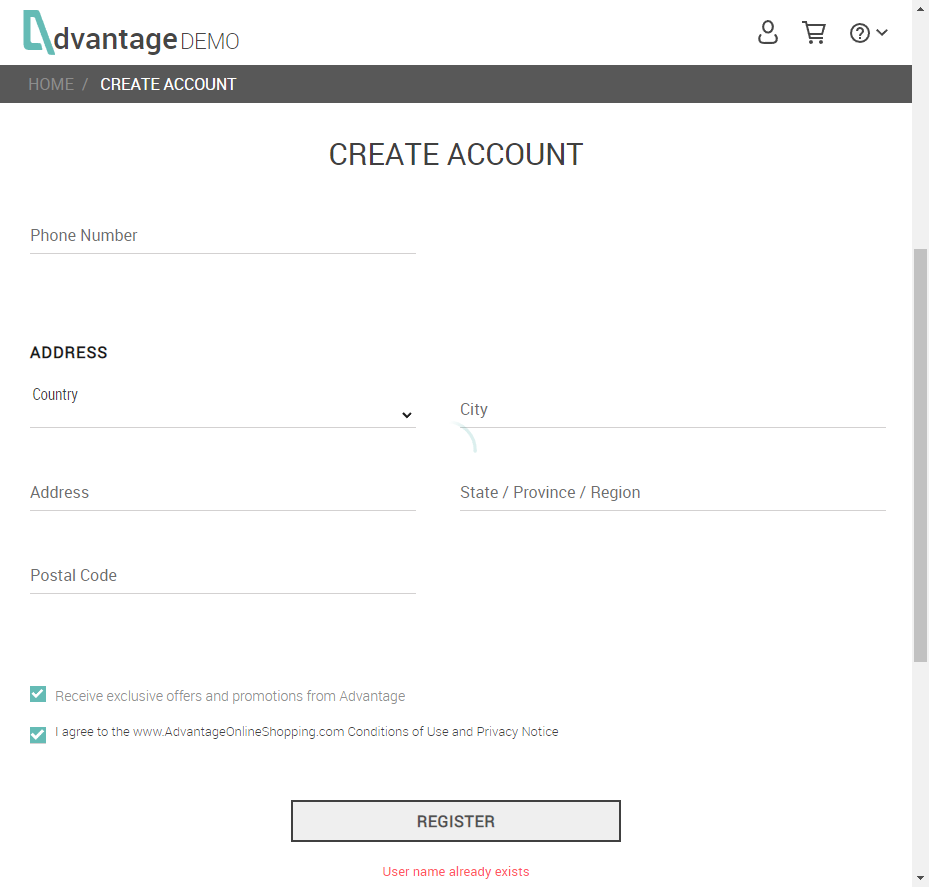 dvantage DEMO
HOME / CREATE ACCOUNT
CREATE ACCOUNT
Phone Number
ADDRESS
Country
City
Address
State / Province / Region
Postal Code
Receive exclusive offers and promotions from Advantage
I agree to the www.AdvantageOnlineShopping.com Conditions of Use and Privacy Notice
REGISTER
User name already exists